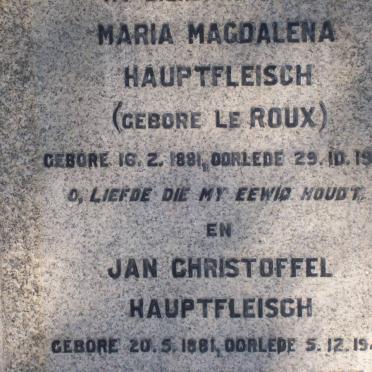 MARIA MAGDALENA
HAUPTFLEISCH
(GEBORE LE ROUX)
GEBORE 16.2.1881, OORLEDE 29.10.19
O, LIEFDE DIE MY EEWIG HOUDT,
EN
JAN CHRISTOFFEL
HAUPTFLEISCH
GEBORE 20.5.1881, OORLEDE 5.12.19